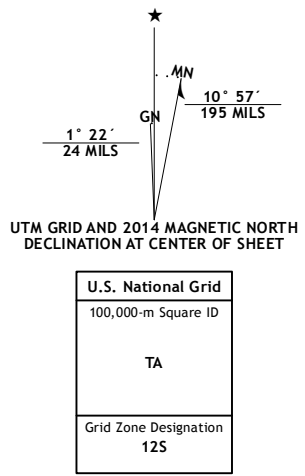 ★
MN
GN
10° 57´
195 MILS
1° 22´
24 MILS
UTM GRID AND 2014 MAGNETIC NORTH
DECLINATION AT CENTER OF SHEET
U.S. National Grid
100,000-m Square ID
TA
Grid Zone Designation
12S